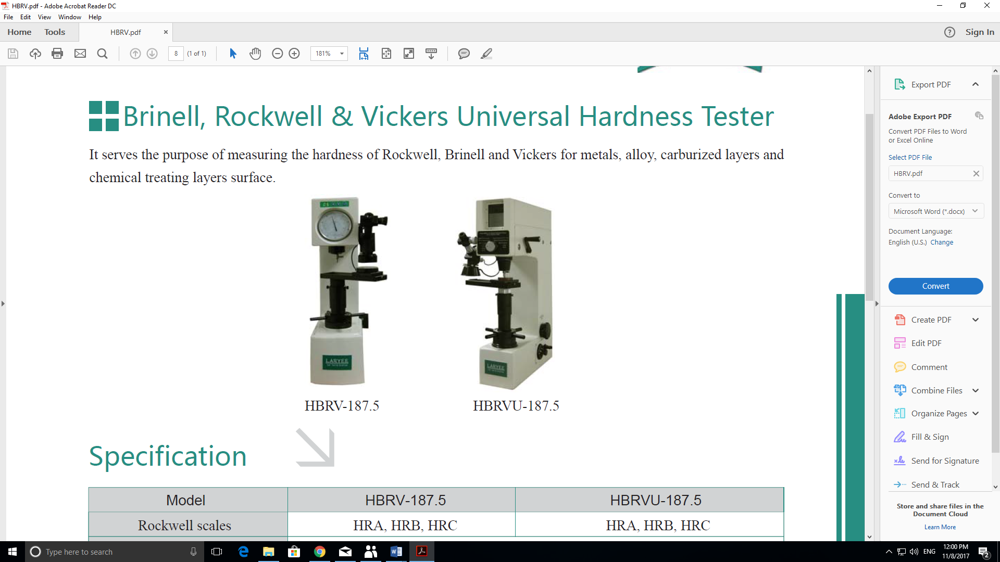 HBRV.pdf - Adobe Acrobat Reader DC
File Edit View Window Help
Home Tools HBRV.pdf Sign In
8 (1 of 1) 181%
Brinell, Rockwell & Vickers Universal Hardness Tester
It serves the purpose of measuring the hardness of Rockwell, Brinell and Vickers for metals, alloy, carburized layers and
chemical treating layers surface.
LARYEE
LARYEE
HBRV-187.5 HBRVU-187.5
Specification
Model HBRV-187.5 HBRVU-187.5
Rockwell scales HRA, HRB, HRC HRA, HRB, HRC
Export PDF
Adobe Export PDF
Convert PDF Files to Word
or Excel Online
Select PDF File
HBRV.pdf
Convert to
Microsoft Word (*.docx)
Document Language:
English (U.S.) Change
Convert
Create PDF
Edit PDF
Comment
Combine Files
Organize Pages
Fill & Sign
Send for Signature
Send & Track
Store and share files in the
Document Cloud
Learn More
Type here to search
ENG
12:00 PM
11/8/2017
2